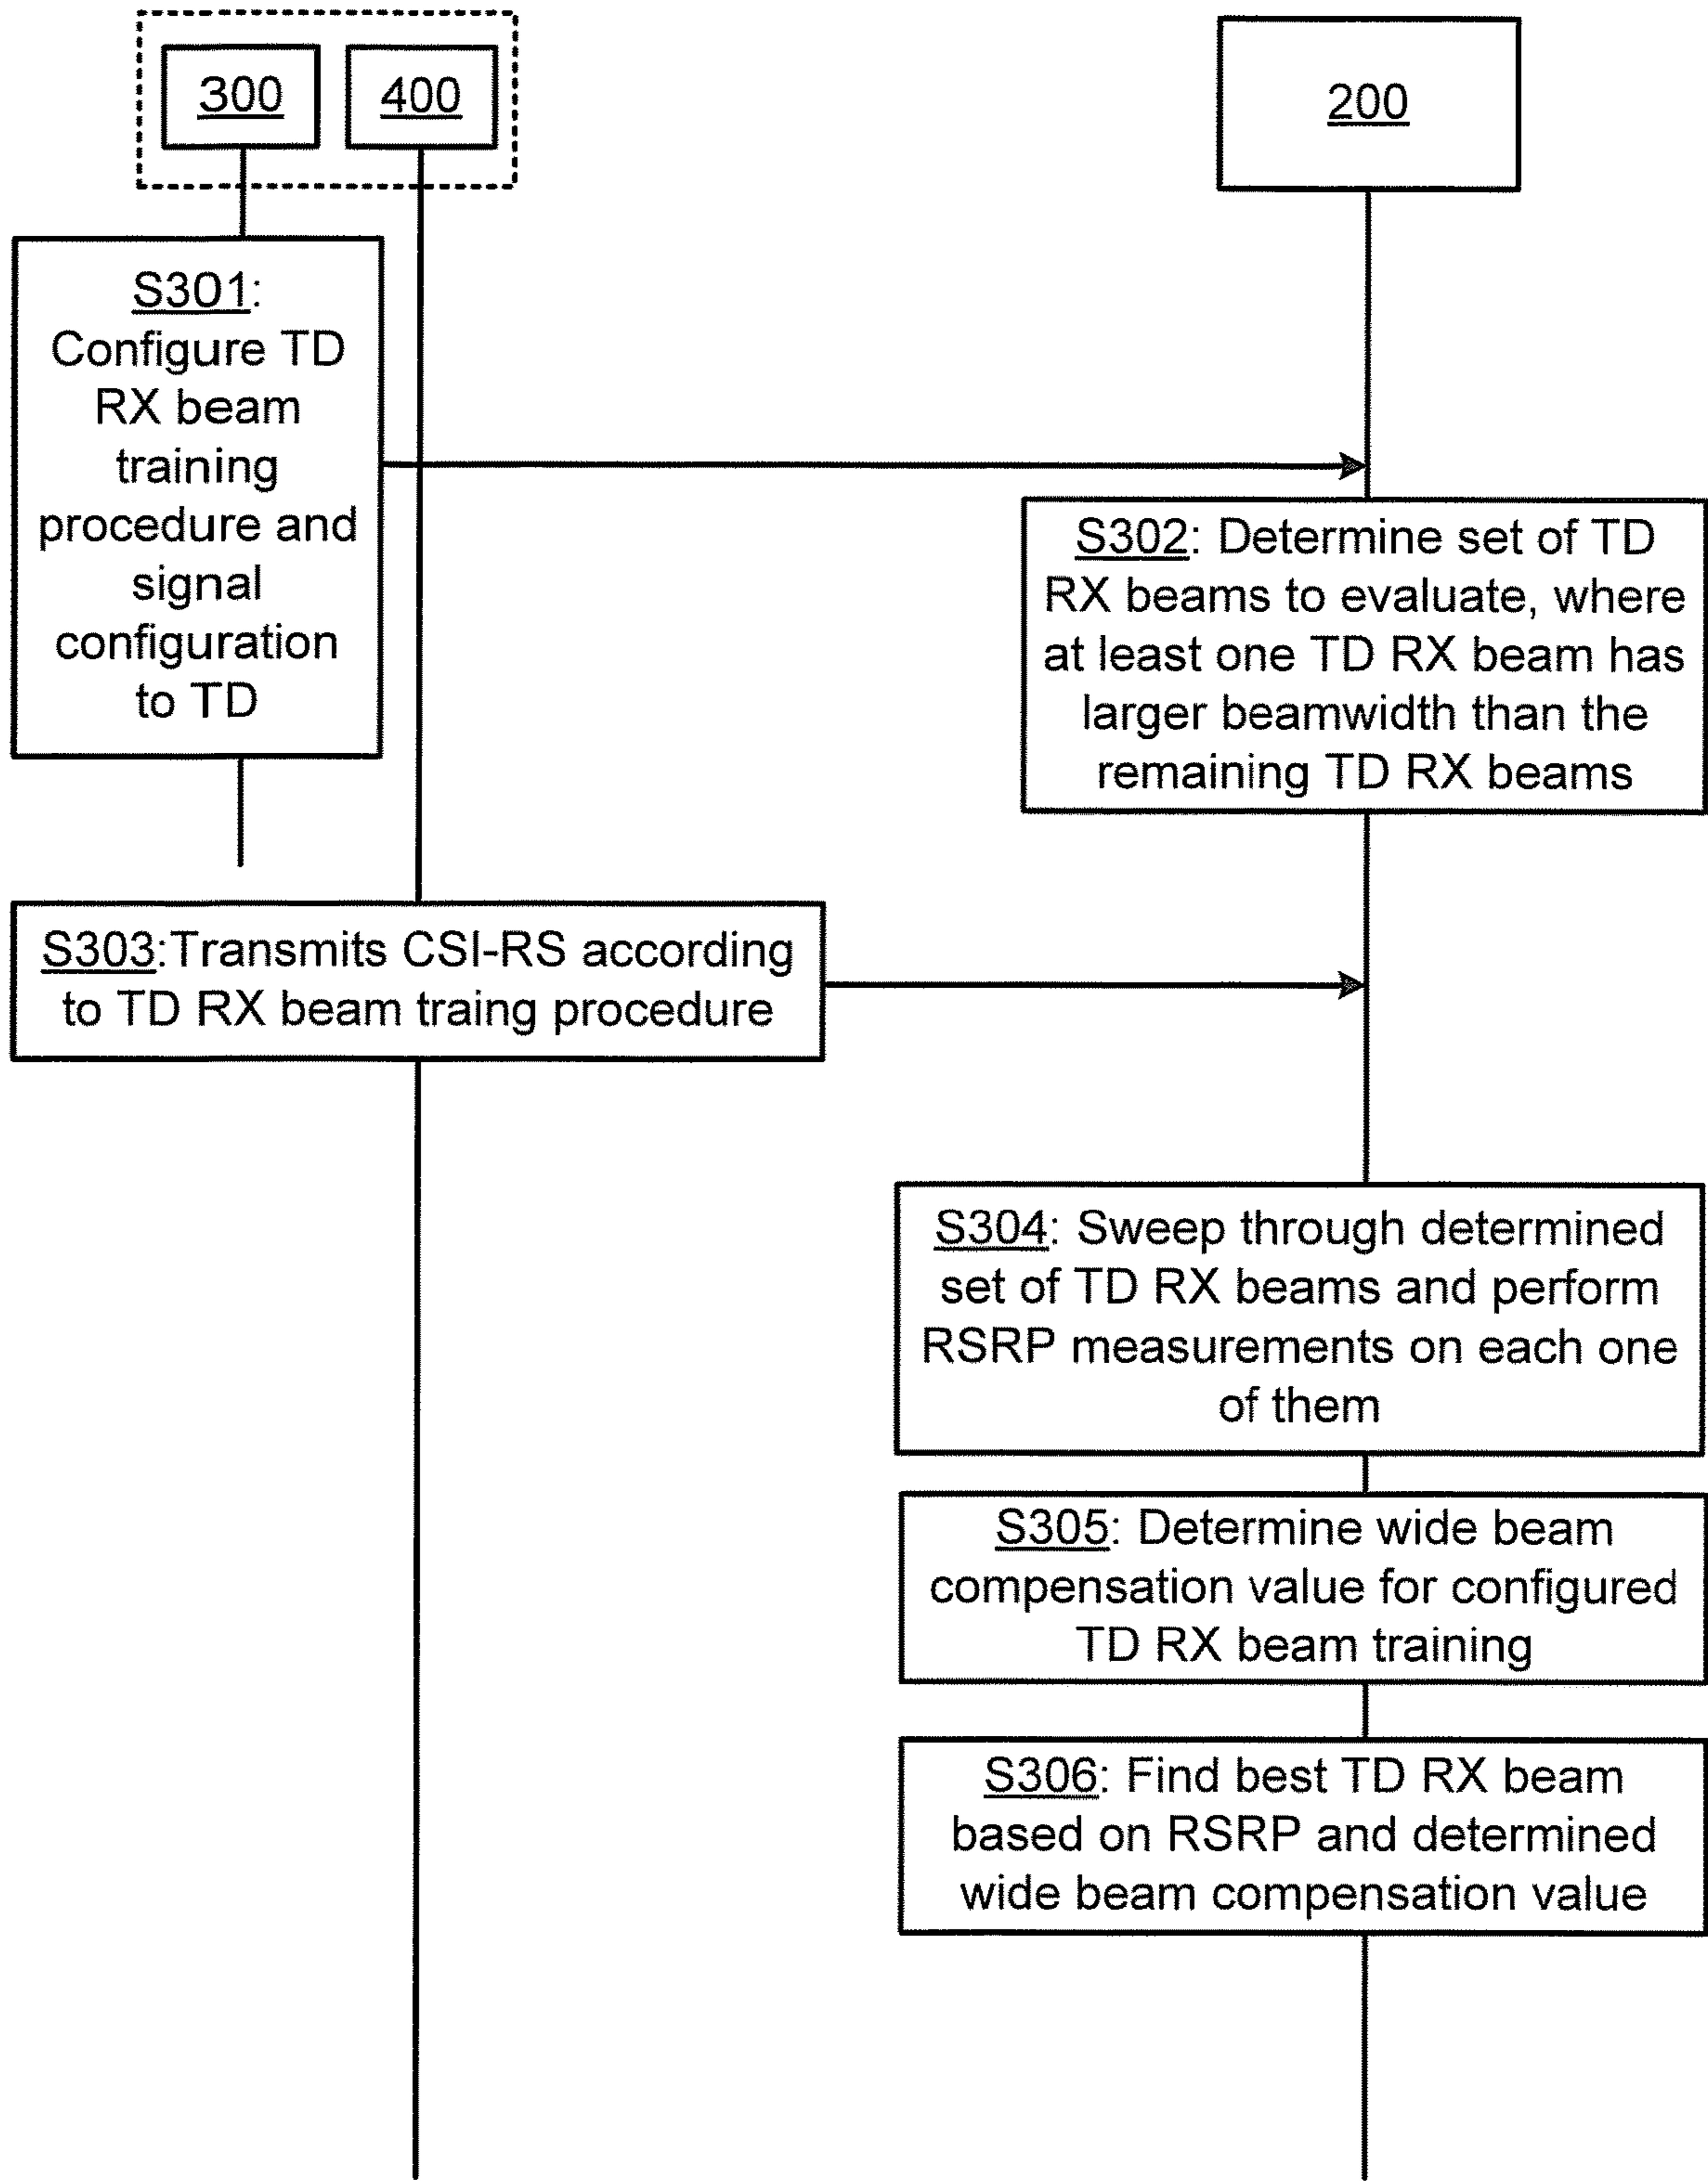 300
400
200
S301:
Configure TD
RX beam
training
procedure and
signal
configuration
to TD
S302: Determine set of TD
RX beams to evaluate, where
at least one TD RX beam has
larger beamwidth than the
remaining TD RX beams
S303:Transmits CSI-RS according
to TD RX beam traing procedure
S304: Sweep through determined
set of TD RX beams and perform
RSRP measurements on each one
of them
S305: Determine wide beam
compensation value for configured
TD RX beam training
S306: Find best TD RX beam
based on RSRP and determined
wide beam compensation value